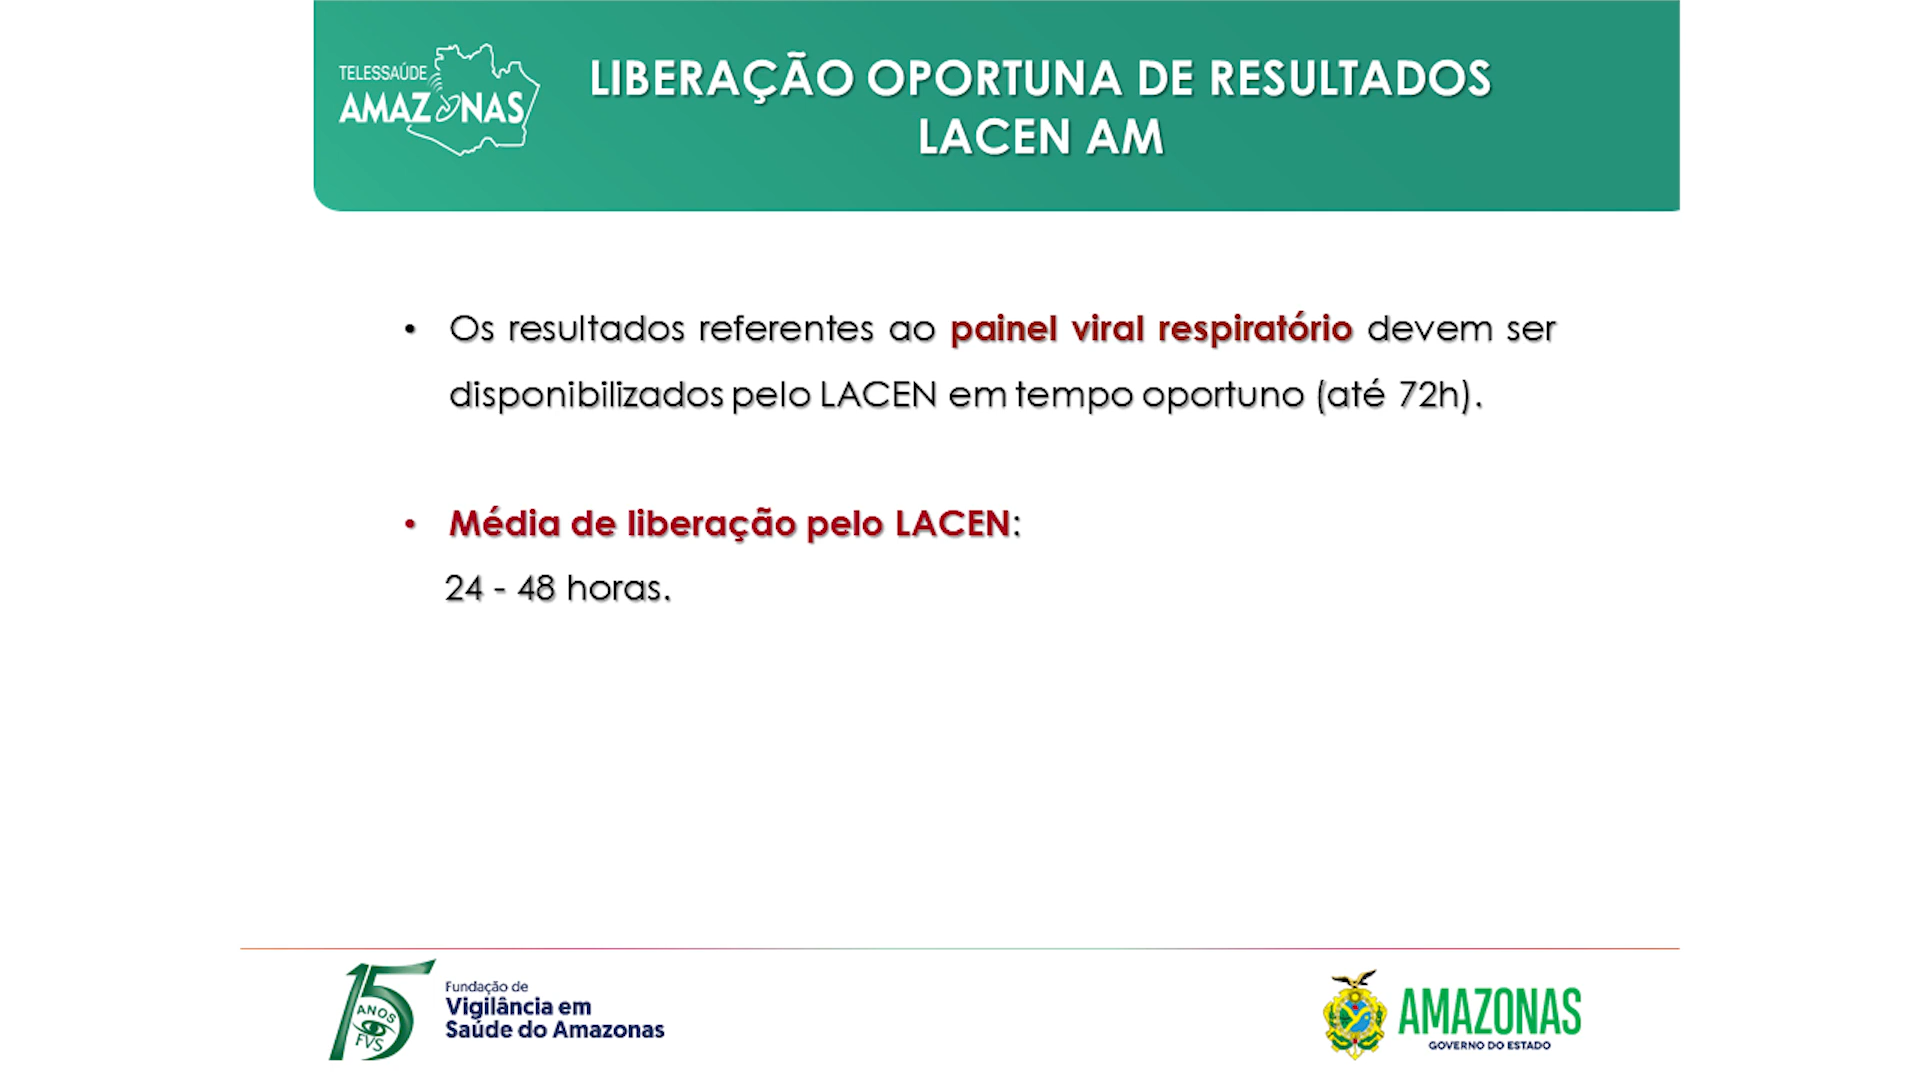 TELESSAÚDE
AMAZONAS
LIBERAÇÃO OPORTUNA DE RESULTADOS
LACEN AM
• Os resultados referentes ao painel viral respiratório devem ser
disponibilizados pelo LACEN em tempo oportuno (até 72h).
• Média de liberação pelo LACEN:
24 - 48 horas.
15
ANOS
FVS
Fundação de
Vigilância em
Saúde do Amazonas
AMAZONAS
GOVERNO DO ESTADO